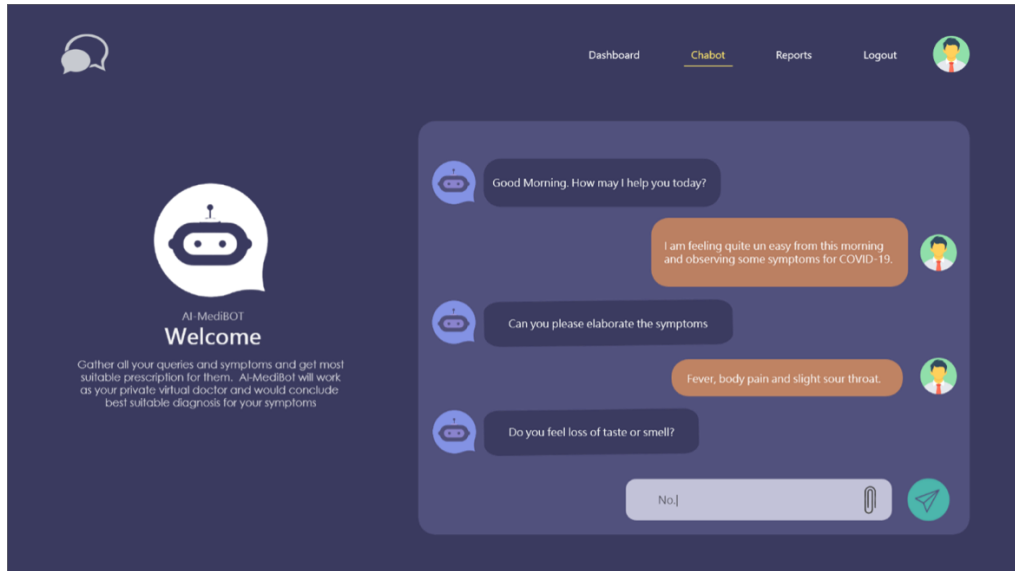 Dashboard
Chabot
Reports
Logout
AI-MediBOT
Welcome
Gather all your queries and symptoms and get most
suitable prescription for them. AI-MediBot will work
as your private virtual doctor and would conclude
best suitable diagnosis for your symptoms
Good Morning. How may I help you today?
I am feeling quite un easy from this morning
and observing some symptoms for COVID-19.
Can you please elaborate the symptoms
Fever, body pain and slight sour throat.
Do you feel loss of taste or smell?
No.